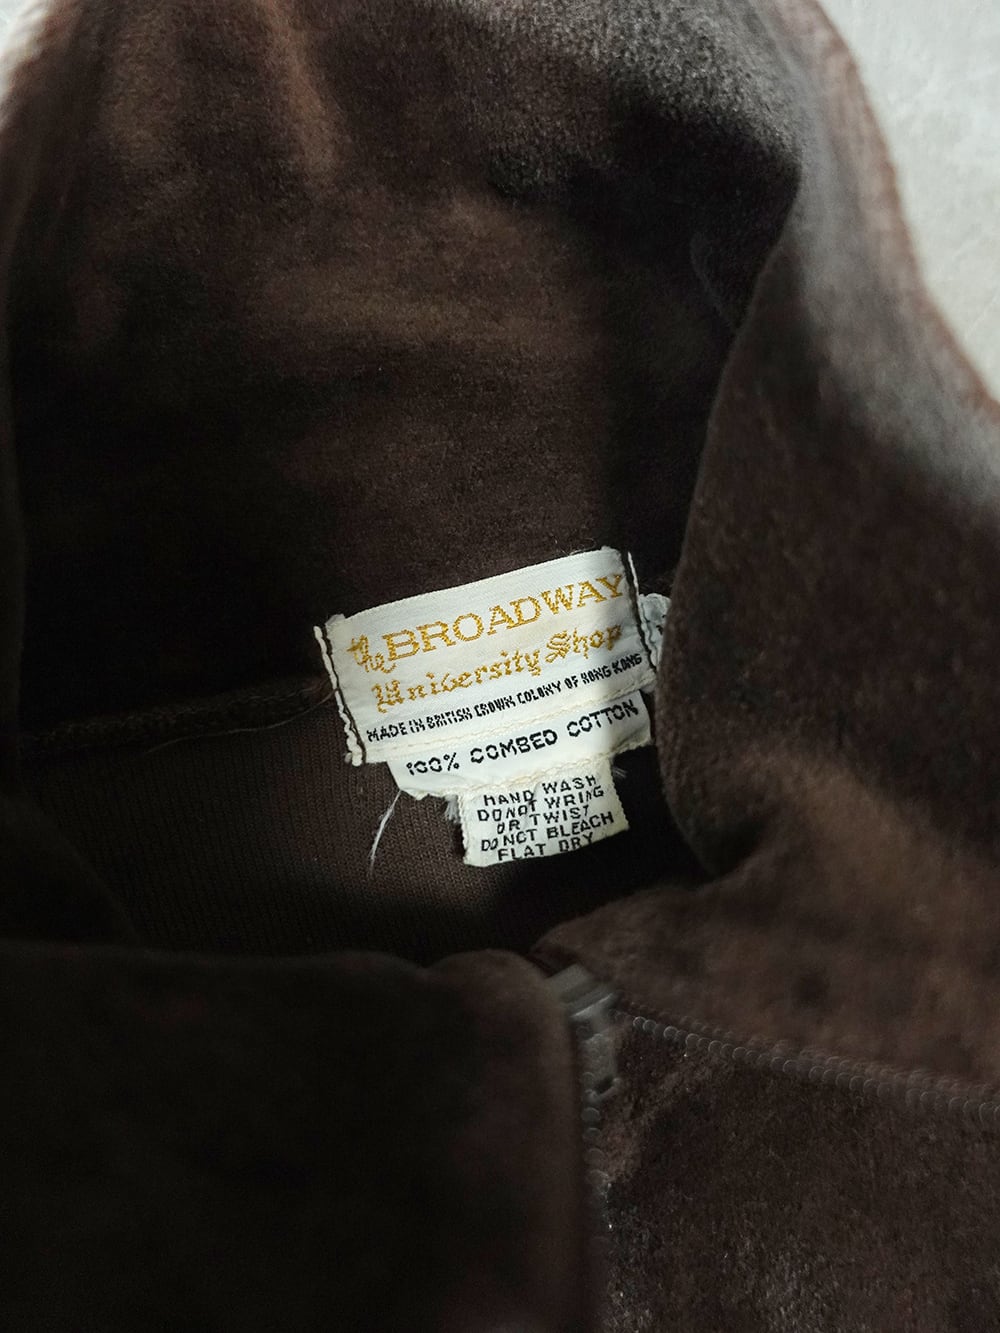 the BROADWAY
University Shop
MADE IN BRITISH CROWN COLONY OF HONG KONG
100% COMBED COTTON
HAND WASH
DO NOT WRING
OR TWIST
DO NOT BLEACH
FLAT DRY